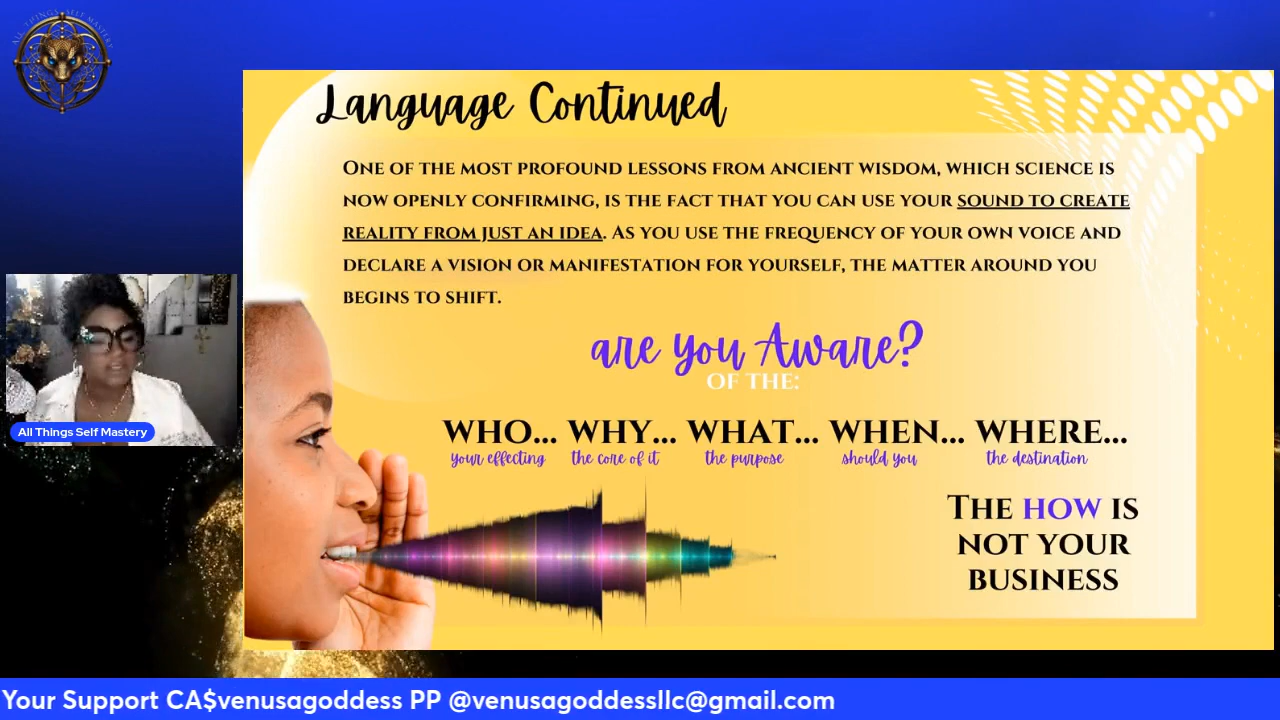 ALL THINGS SELF MASTERY
Language Continued
One of the most profound lessons from ancient wisdom, which science is
now openly confirming, is the fact that you can use your sound to create
reality from just an idea. As you use the frequency of your own voice and
declare a vision or manifestation for yourself, the matter around you
begins to shift.
are you Aware?
OF THE:
WHO... WHY... WHAT... WHEN... WHERE...
your effecting the core of it the purpose should you the destination
The HOW is
not your
business
All Things Self Mastery
Your Support CA$venusagoddess PP @venusagoddessllc@gmail.com